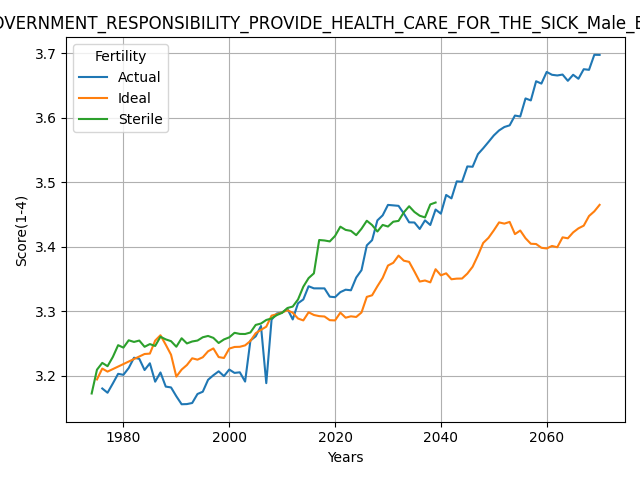 OVERNMENT_RESPONSIBILITY_PROVIDE_HEALTH_CARE_FOR_THE_SICK_Male_E
Fertility
Actual
Ideal
Sterile
Score(1-4)
3.7
3.6
3.5
3.4
3.3
3.2
1980 2000 2020 2040 2060
Years